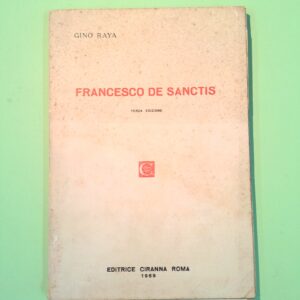 GINO RAYA
FRANCESCO DE SANCTIS
TERZA EDIZIONE
EDITRICE CIRANNA ROMA
1969